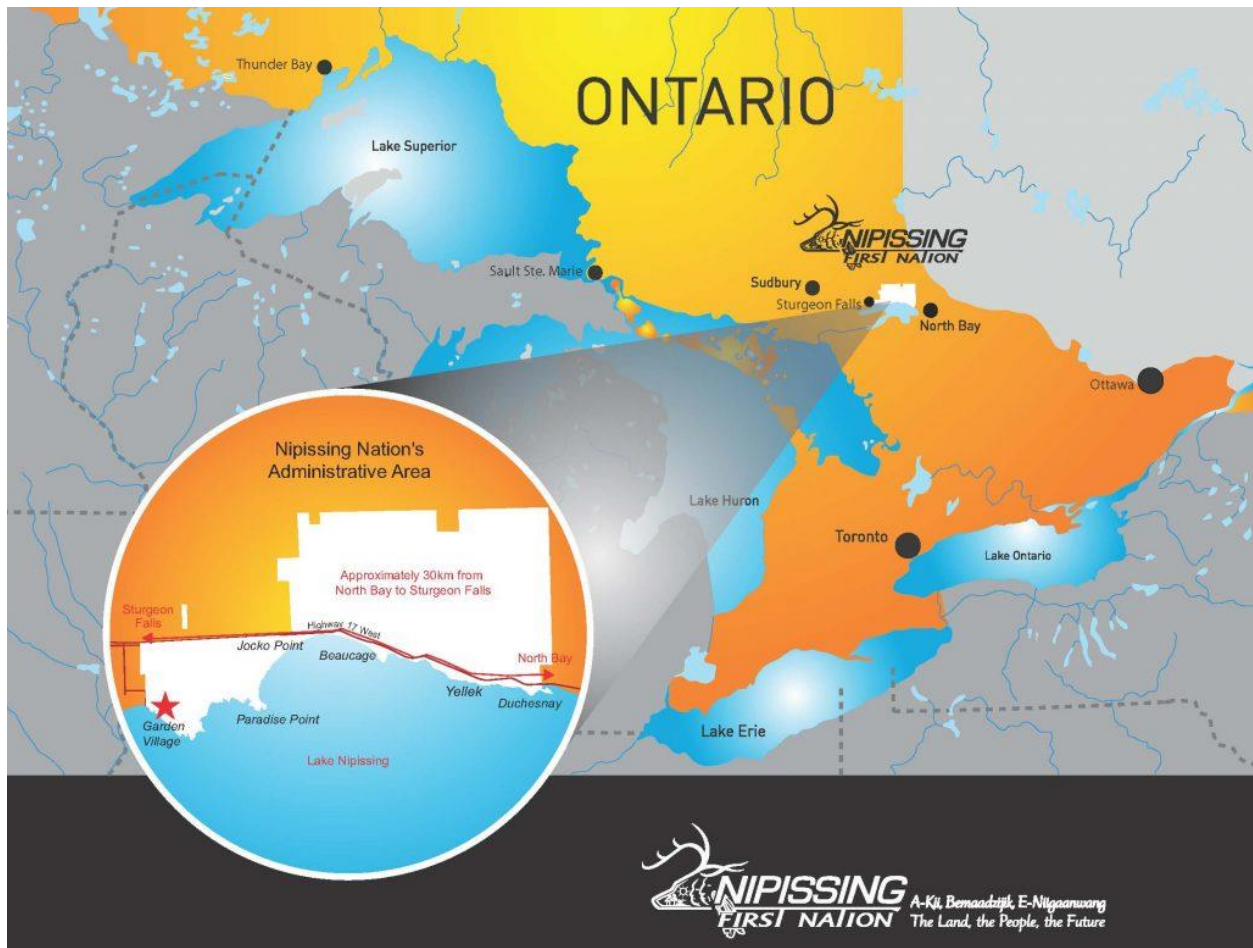 Thunder Bay
ONTARIO
Lake Superior
NIPISSING
FIRST NATION
Sault Ste. Marie
Sudbury
Sturgeon Falls
North Bay
Ottawa
Nipissing Nation's
Administrative Area
Lake Huron
Toronto
Lake Ontario
Approximately 30km from
North Bay to Sturgeon Falls
Sturgeon
Falls
Highway 17 West
Jocko Point
Beaucage
North Bay
Yellek
Duchesnay
Paradise Point
Garden
Village
Lake Nipissing
Lake Erie
NIPISSING
FIRST NATION
A-Kii, Bemaadzijik, E-Niigaanwang
The Land, the People, the Future